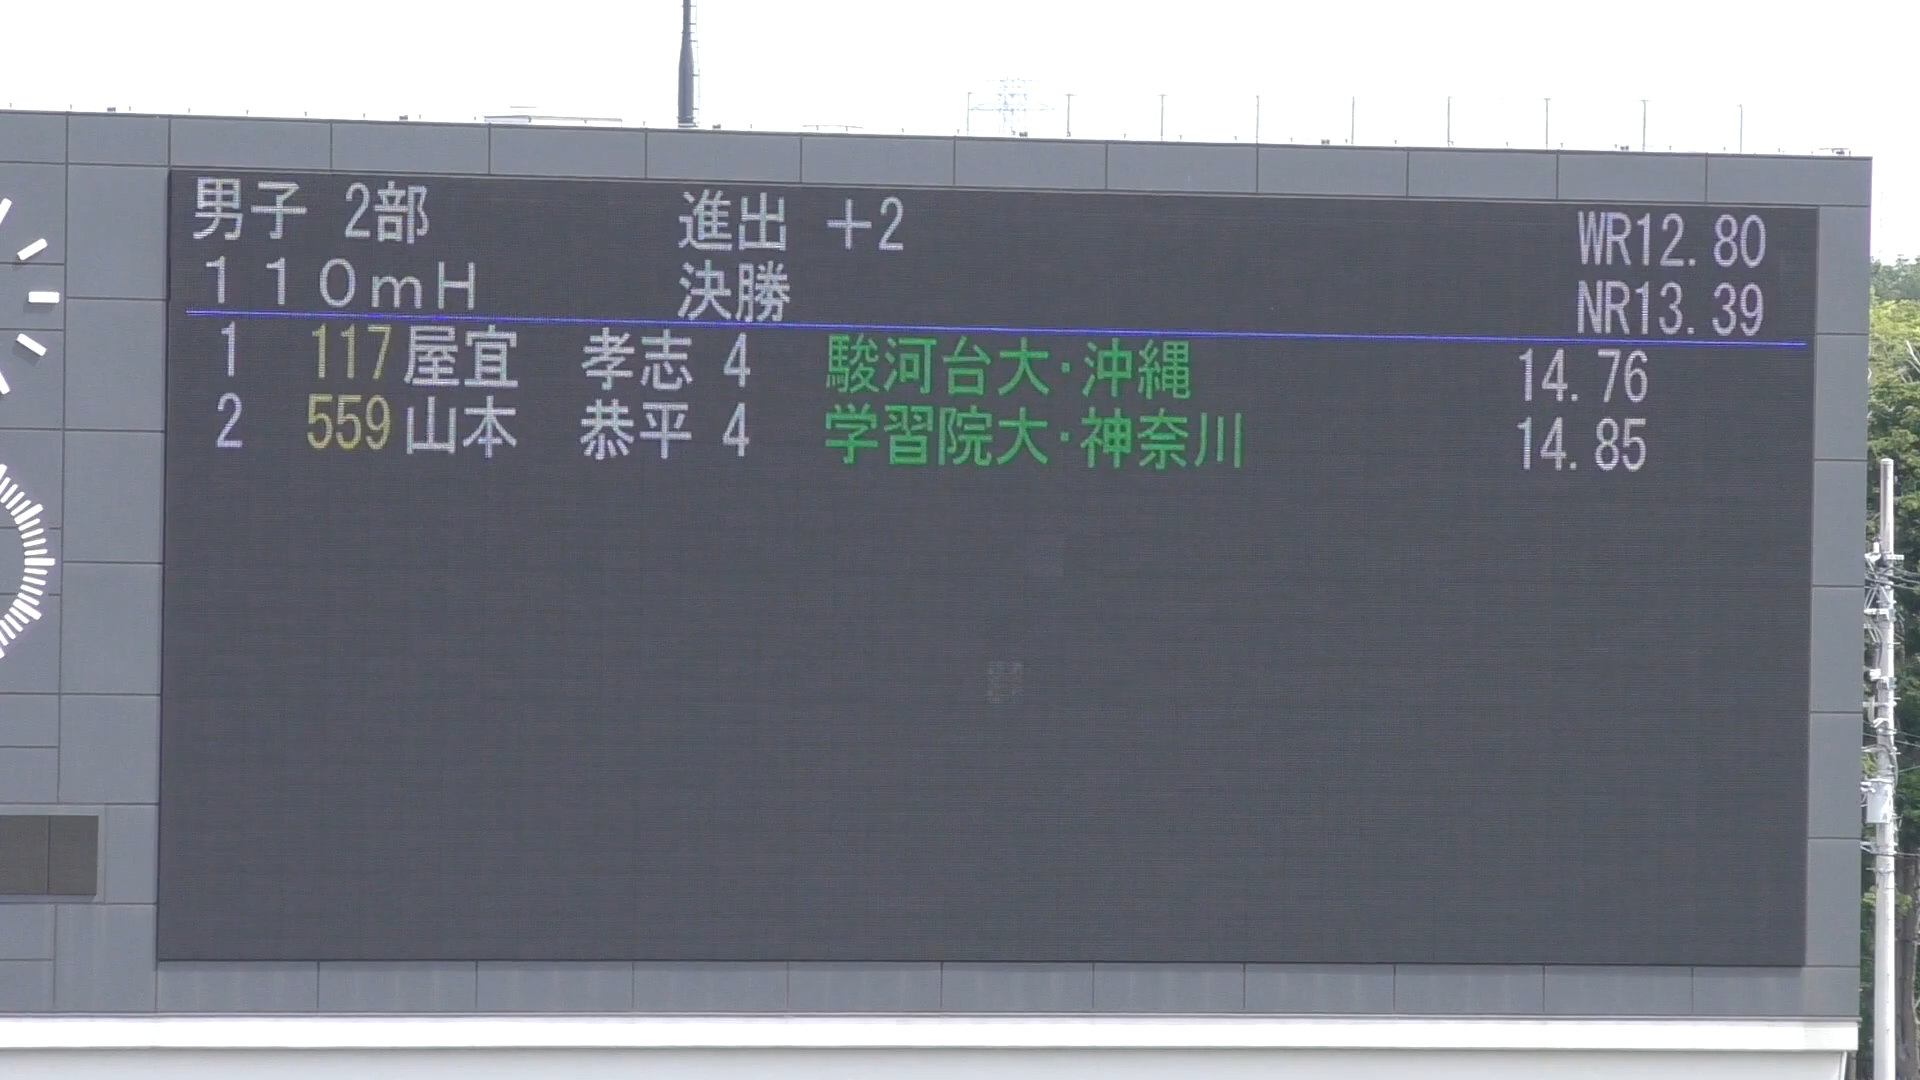 男子 2部 進出 +2 WR12.80
110mH 決勝 NR13.39
1 117 屋宜 孝志 4 駿河台大・沖縄 14.76
2 559 山本 恭平 4 学習院大・神奈川 14.85